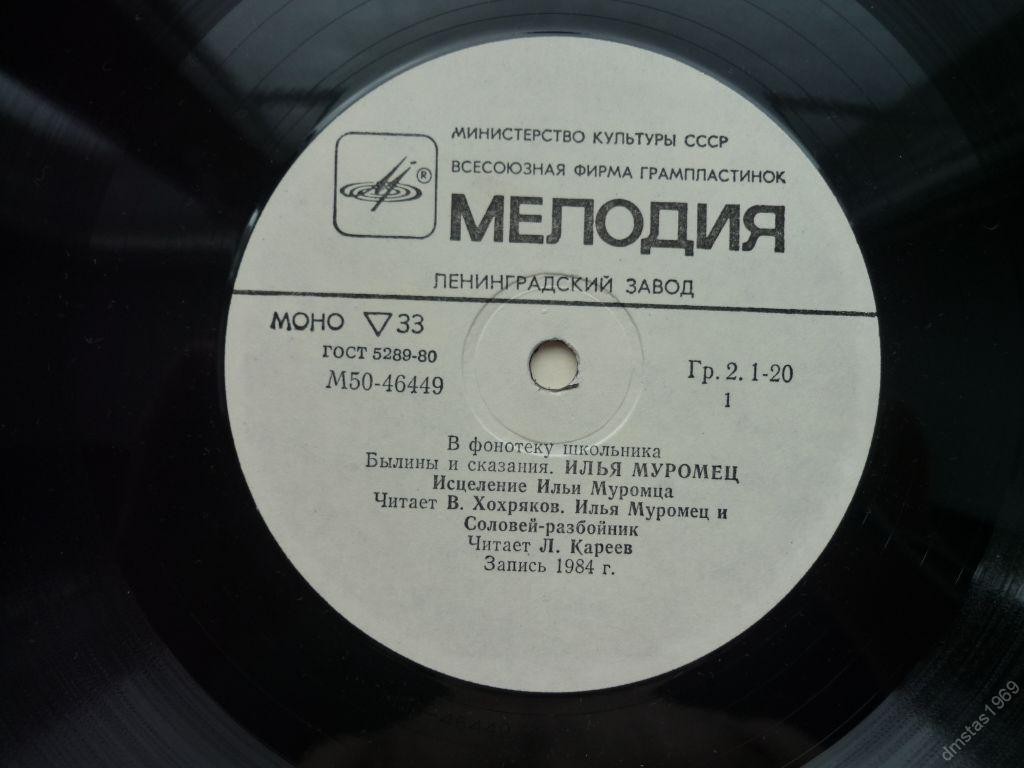 МИНИСТЕРСТВО КУЛЬТУРЫ СССР
ВСЕСОЮЗНАЯ ФИРМА ГРАМПЛАСТИНОК
®
МЕЛОДИЯ
ЛЕНИНГРАДСКИЙ ЗАВОД
МОНО ▽ 33
ГОСТ 5289-80
М50-46449
Гр. 2. 1-20
1
В фонотеку школьника
Былины и сказания. ИЛЬЯ МУРОМЕЦ
Исцеление Ильи Муромца
Читает В. Хохряков. Илья Муромец и
Соловей-разбойник
Читает Л. Кареев
Запись 1984 г.
dmstas1969